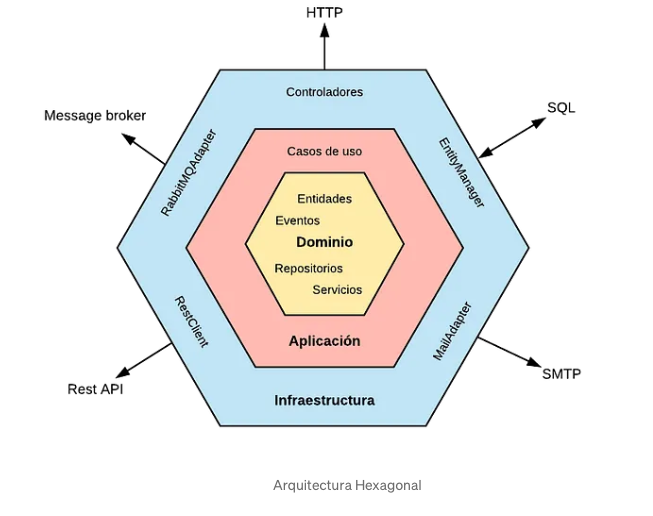 HTTP
Message broker
SQL
Controladores
RabbitMQAdapter
EntityManager
Casos de uso
Entidades
Eventos
Dominio
Repositorios
Servicios
RestClient
MailAdapter
Aplicación
Rest API
SMTP
Infraestructura
Arquitectura Hexagonal